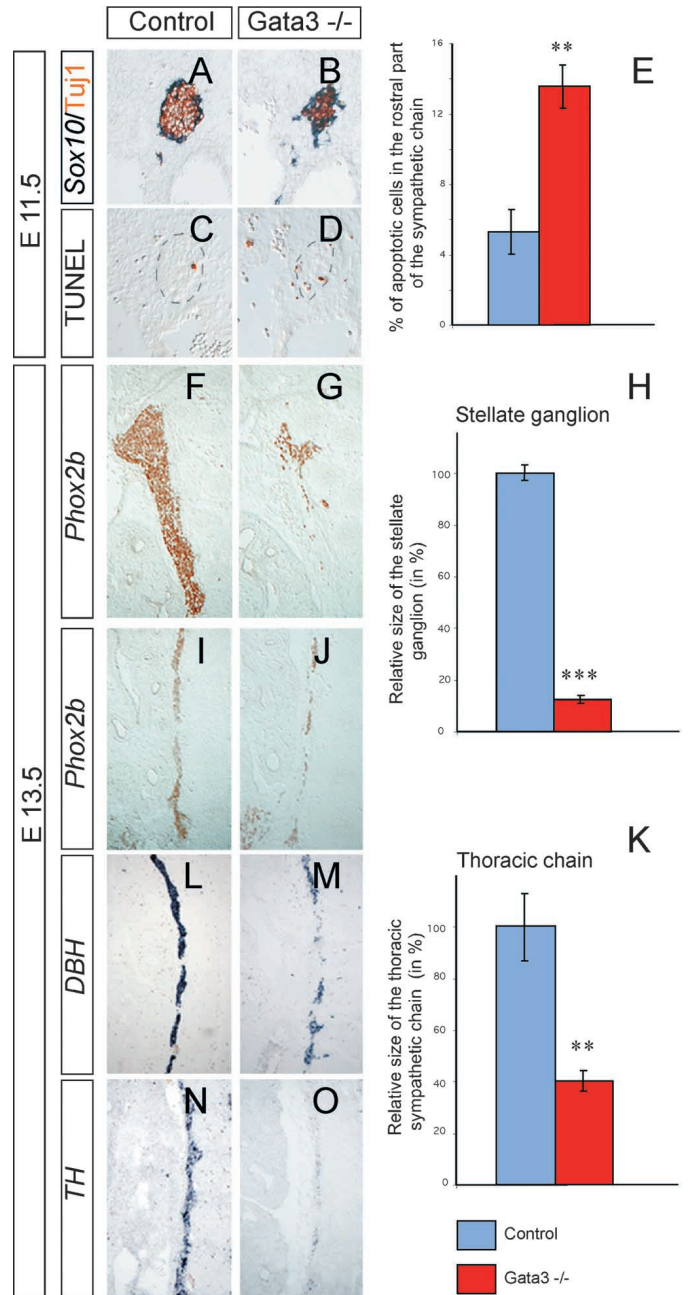 Control Gata3 -/-
E 11.5
Sox10/Tuj1
A B
TUNEL
C D
E
% of apoptotic cells in the rostral part
of the sympathetic chain
16
12
8
4
0
**
E 13.5
Phox2b
F G
H
Stellate ganglion
Relative size of the stellate
ganglion (in %)
100
80
60
40
20
0
***
Phox2b
I J
DBH
L M
K
Thoracic chain
Relative size of the thoracic
sympathetic chain (in %)
100
80
60
40
20
0
**
TH
N O
Control
Gata3 -/-